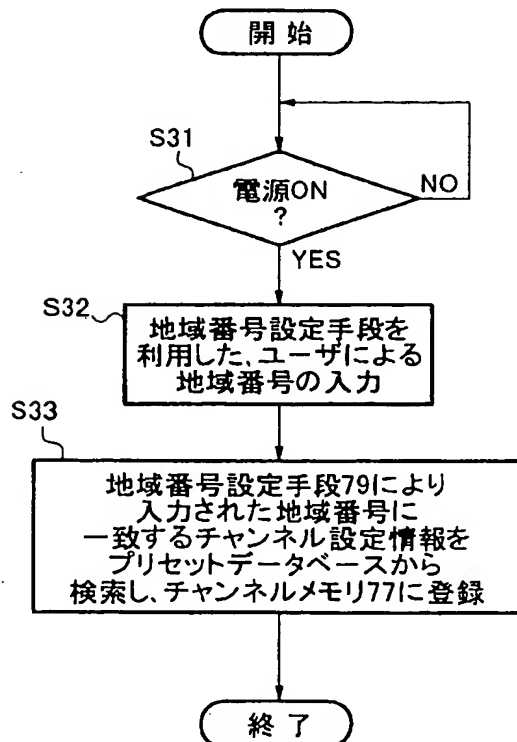 開始
S31
電源ON
?
NO
YES
S32
地域番号設定手段を
利用した、ユーザによる
地域番号の入力
S33
地域番号設定手段79により
入力された地域番号に
一致するチャンネル設定情報を
プリセットデータベースから
検索し、チャンネルメモリ77に登録
終了